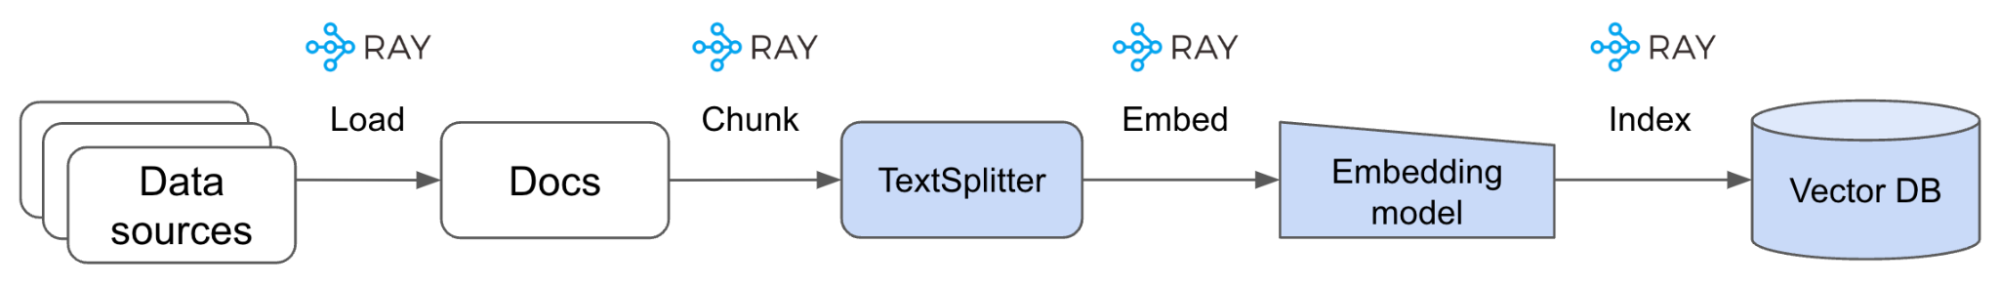 RAY
RAY
RAY
RAY
Load
Chunk
Embed
Index
Data
sources
Docs
TextSplitter
Embedding
model
Vector DB